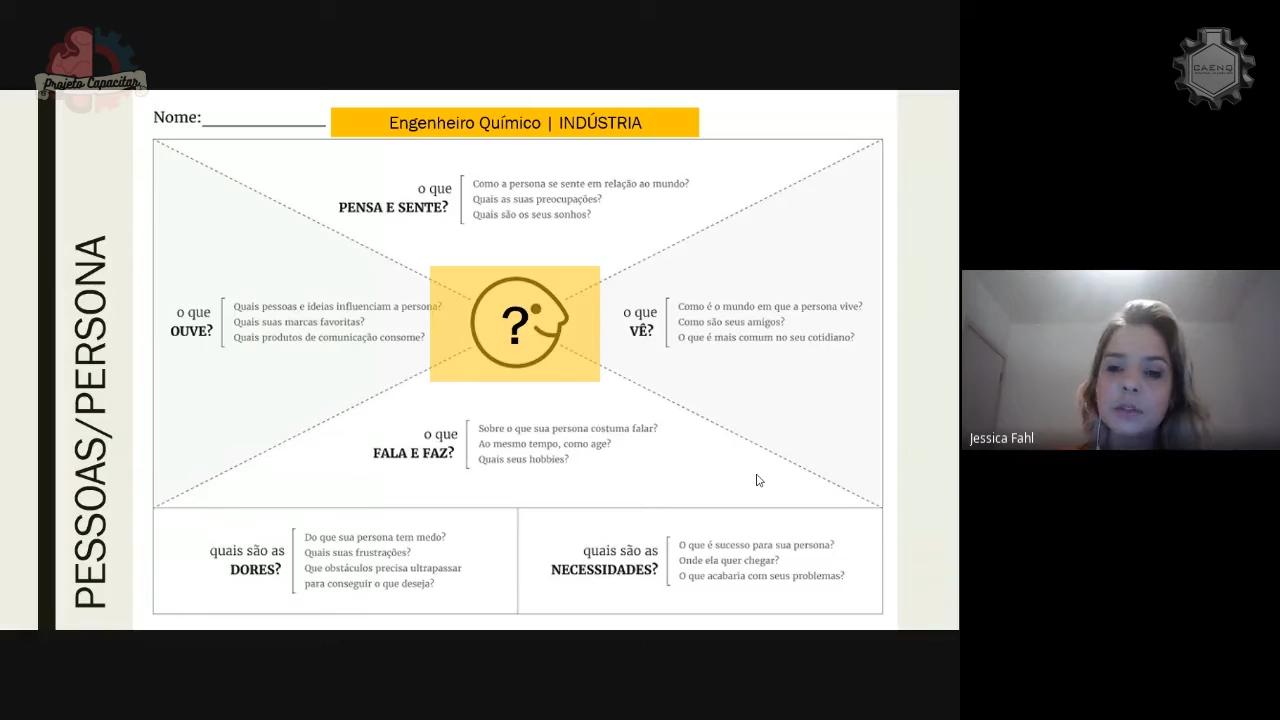 Projeto Capacitar
CAENQ
Nome:
Engenheiro Químico | INDÚSTRIA
PESSOAS/PERSONA
o que
PENSA E SENTE?
Como a persona se sente em relação ao mundo?
Quais as suas preocupações?
Quais são os seus sonhos?
o que
OUVE?
Quais pessoas e ideias influenciam a persona?
Quais suas marcas favoritas?
Quais produtos de comunicação consome?
?
o que
VÊ?
Como é o mundo em que a persona vive?
Como são seus amigos?
O que é mais comum no seu cotidiano?
o que
FALA E FAZ?
Sobre o que sua persona costuma falar?
Ao mesmo tempo, como age?
Quais seus hobbies?
quais são as
DORES?
Do que sua persona tem medo?
Quais suas frustrações?
Que obstáculos precisa ultrapassar
para conseguir o que deseja?
quais são as
NECESSIDADES?
O que é sucesso para sua persona?
Onde ela quer chegar?
O que acabaria com seus problemas?
Jessica Fahl